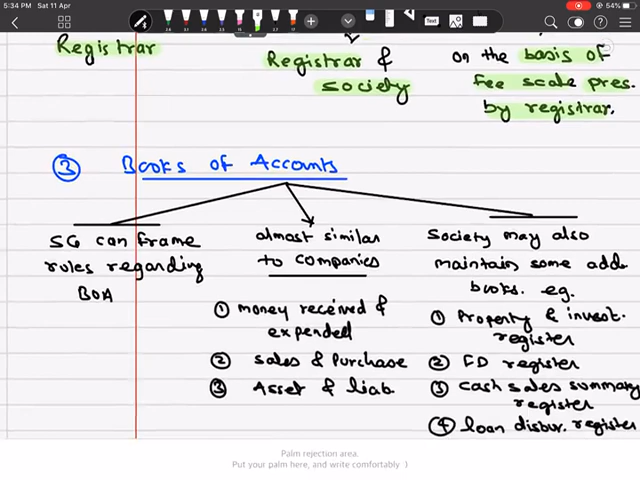 5:34 PM Sat 11 Apr
54%
Text
Registrar
Registrar &
society
on the basis of
fee scale pres.
by registrar.
③ Books of Accounts
SG can frame
rules regarding
BOA
almost similar
to companies
① money received &
expended
② Sales & Purchase
③ Asset & liab
Society may also
maintain some add.
books. eg.
① Property & invest.
register
② FD register
③ cash sales summary
register
④ loan disbur. register
Palm rejection area.
Put your palm here, and write comfortably :)